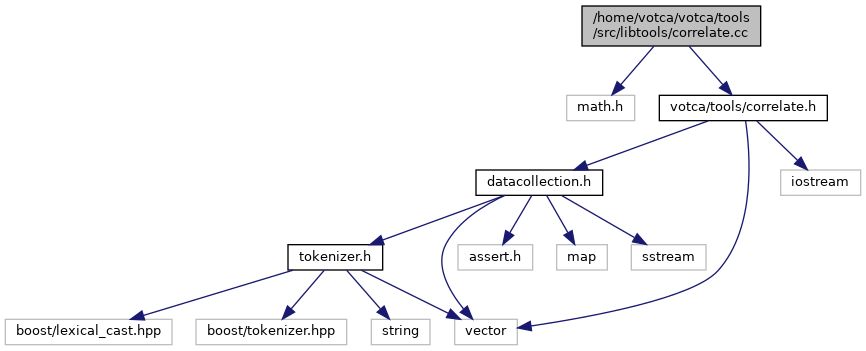 /home/votca/votca/tools
/src/libtools/correlate.cc
math.h
votca/tools/correlate.h
datacollection.h
iostream
tokenizer.h
assert.h
map
sstream
boost/lexical_cast.hpp
boost/tokenizer.hpp
string
vector